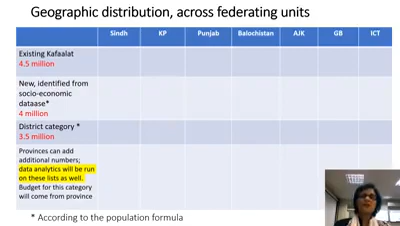 Geographic distribution, across federating units
Sindh KP Punjab Balochistan AJK GB ICT
Existing Kafaalat
4.5 million
New, identified from
socio-economic
dataase*
4 million
District category *
3.5 million
Provinces can add
additional numbers;
data analytics will be run
on these lists as well.
Budget for this category
will come from province
* According to the population formula